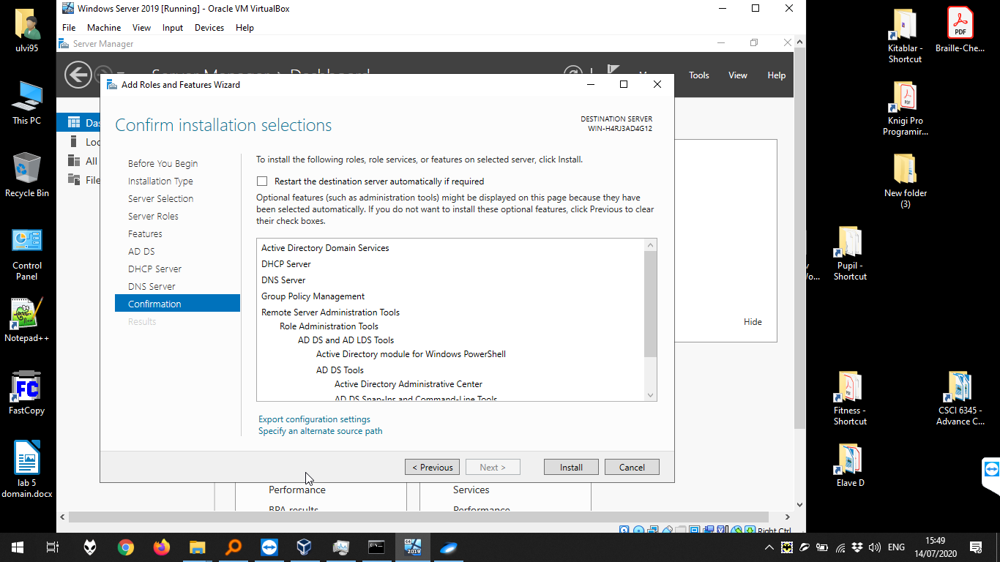 Windows Server 2019 [Running] - Oracle VM VirtualBox
File Machine View Input Devices Help
Server Manager
Tools View Help
Add Roles and Features Wizard
Confirm installation selections
DESTINATION SERVER
WIN-H4RJ3AD4G12
Before You Begin
Installation Type
Server Selection
Server Roles
Features
AD DS
DHCP Server
DNS Server
Confirmation
Results
To install the following roles, role services, or features on selected server, click Install.
Restart the destination server automatically if required
Optional features (such as administration tools) might be displayed on this page because they have
been selected automatically. If you do not want to install these optional features, click Previous to clear
their check boxes.
Active Directory Domain Services
DHCP Server
DNS Server
Group Policy Management
Remote Server Administration Tools
Role Administration Tools
AD DS and AD LDS Tools
Active Directory module for Windows PowerShell
AD DS Tools
Active Directory Administrative Center
AD DS Snap-Ins and Command-Line Tools
Export configuration settings
Specify an alternate source path
< Previous
Next >
Install
Cancel
Das
Loc
All
File
Hide
Performance
BPA results
Services
Performance
Right Ctrl
ulvi95
This PC
Recycle Bin
Control
Panel
Notepad++
FastCopy
lab 5
domain.docx
Kitablar -
Shortcut
Braille-Che...
PDF
Knigi Pro
Programir...
New folder
(3)
Pupil -
Shortcut
Fitness -
Shortcut
CSCI 6345 -
Advance C...
Elave D
FC
2019
ENG
15:49
14/07/2020